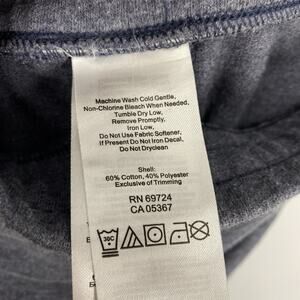 Machine Wash Cold Gentle,
Non-Chlorine Bleach When Needed,
Tumble Dry Low,
Remove Promptly,
Iron Low,
Do Not Use Fabric Softener,
If Present Do Not Iron Decal,
Do Not Dryclean
Shell:
60% Cotton, 40% Polyester
Exclusive of Trimming
RN 69724
CA 05367
30C